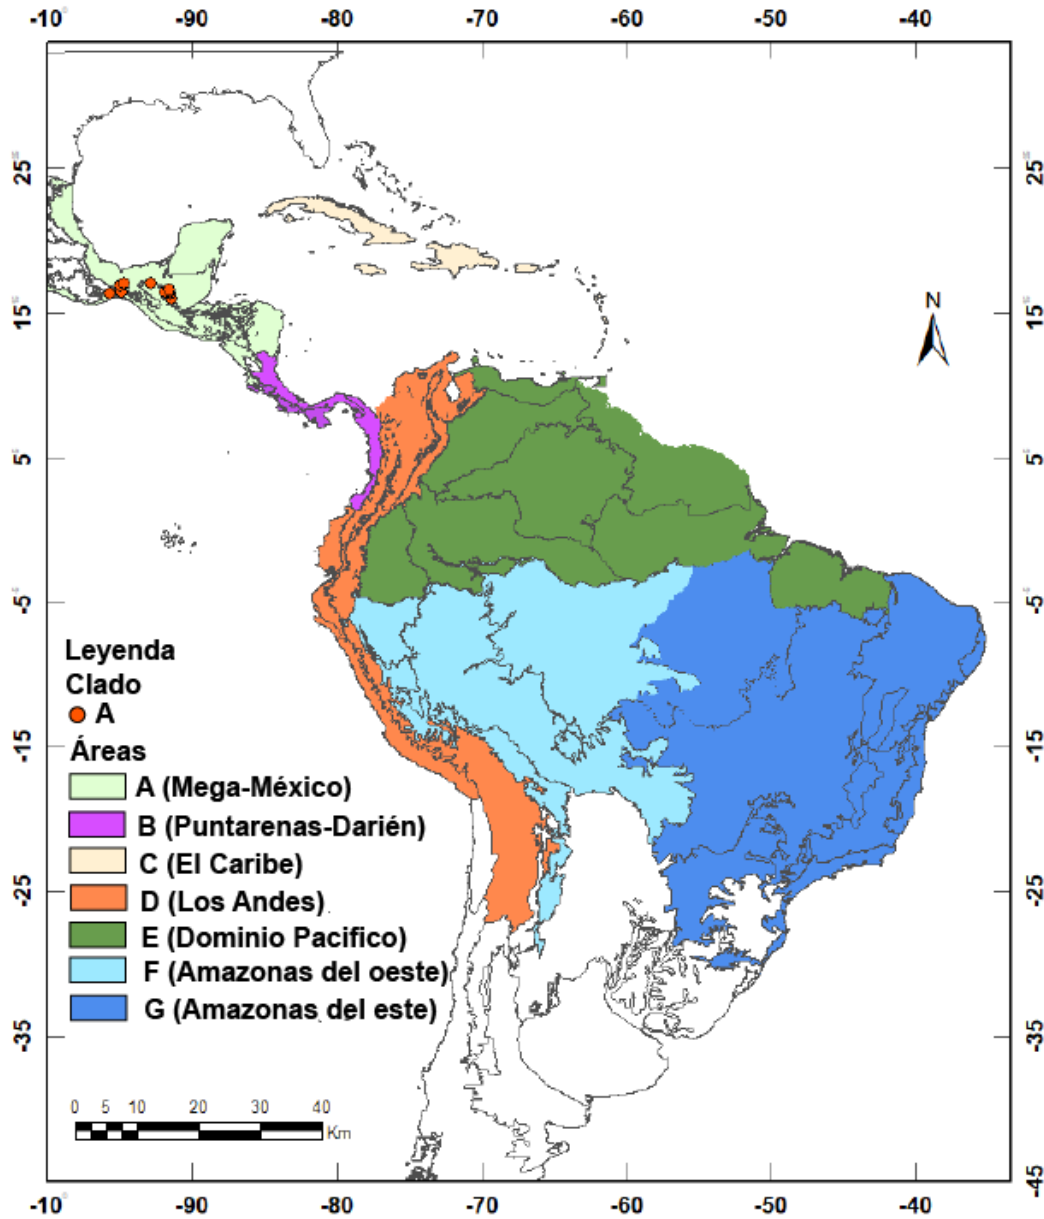 -10° -90 -80 -70 -60 -50 -40
25 25
15 15
N
5 5
-5 -5
Leyenda
Clado
A
-15 -15
Áreas
A (Mega-México)
B (Puntarenas-Darién)
C (El Caribe)
-25 -25
D (Los Andes)
E (Dominio Pacifico)
F (Amazonas del oeste)
G (Amazonas del este)
-35 -35
0 5 10 20 30 40
Km
-45
-10° -90 -80 -70 -60 -50 -40